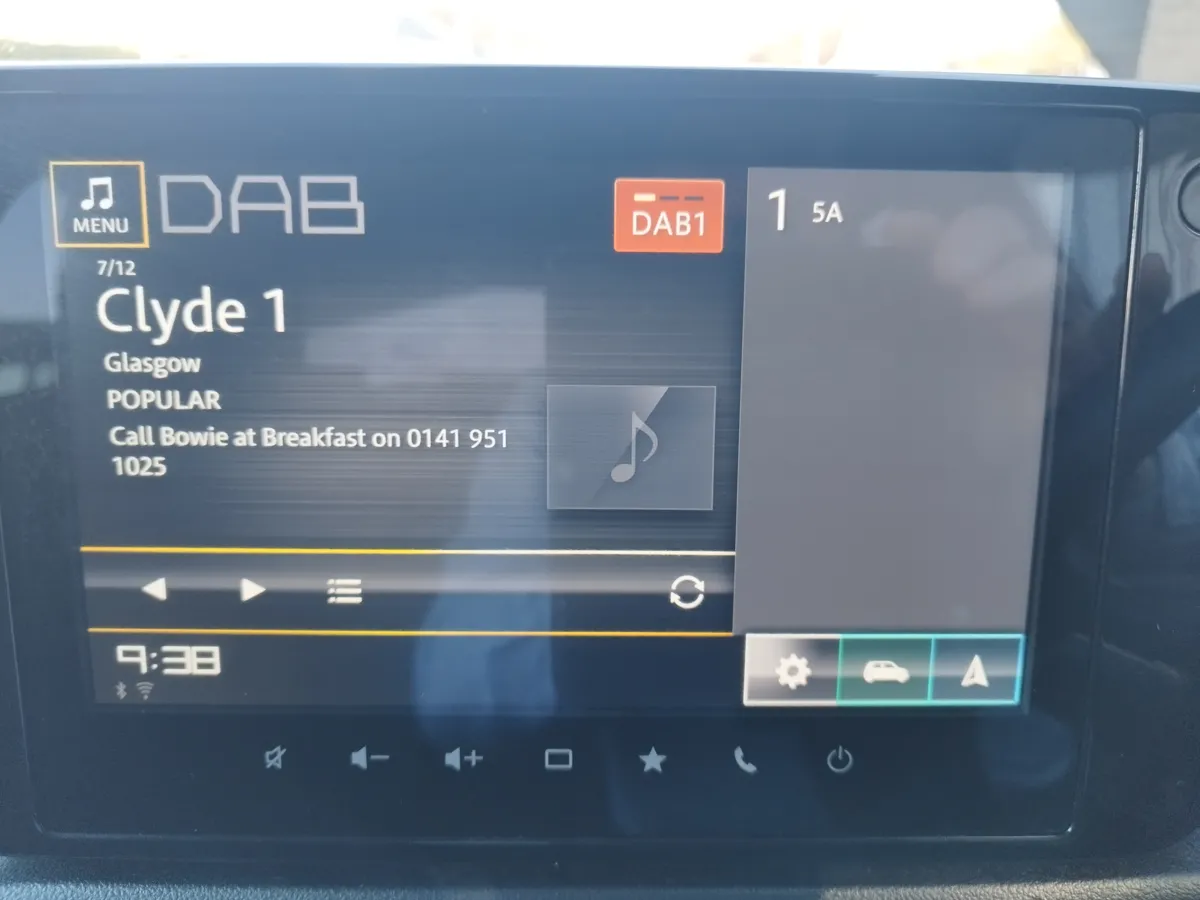 MENU
DAB
DAB1
7/12
Clyde 1
Glasgow
POPULAR
Call Bowie at Breakfast on 0141 951
1025
9:38
1 5A